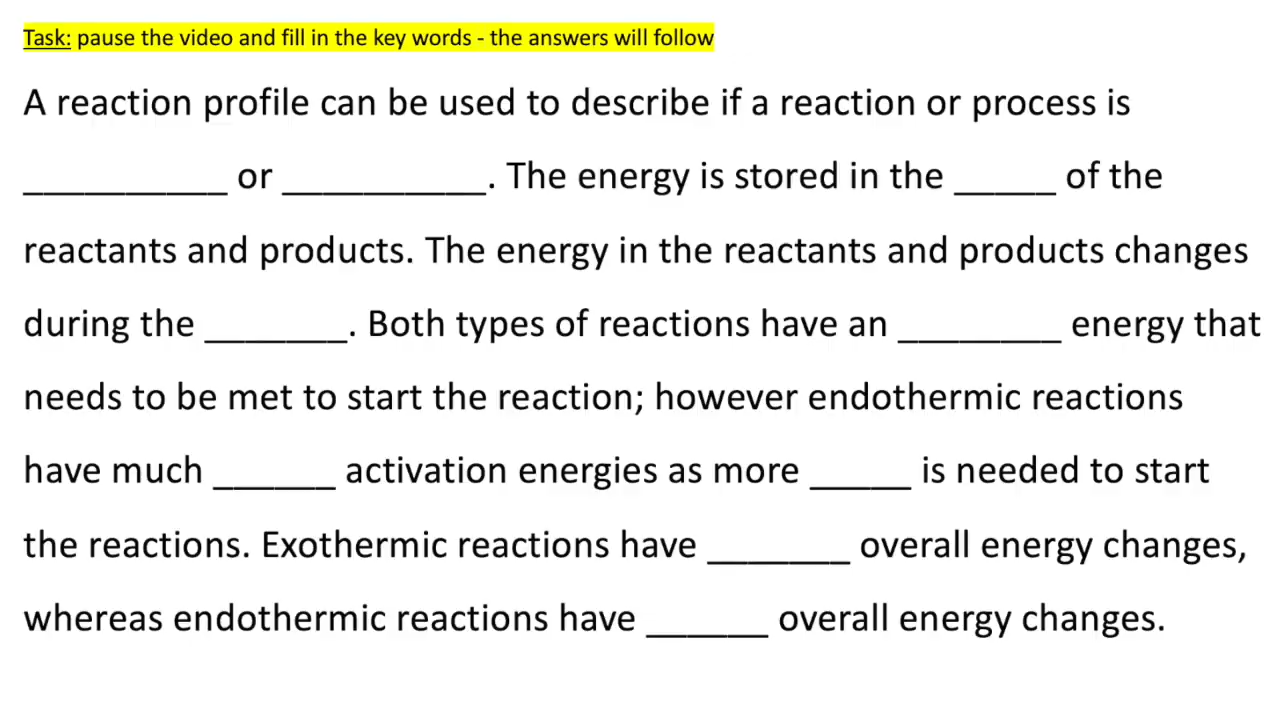 Task: pause the video and fill in the key words - the answers will follow
A reaction profile can be used to describe if a reaction or process is
__________ or __________. The energy is stored in the _____ of the
reactants and products. The energy in the reactants and products changes
during the _______. Both types of reactions have an ________ energy that
needs to be met to start the reaction; however endothermic reactions
have much ______ activation energies as more _____ is needed to start
the reactions. Exothermic reactions have _______ overall energy changes,
whereas endothermic reactions have ______ overall energy changes.